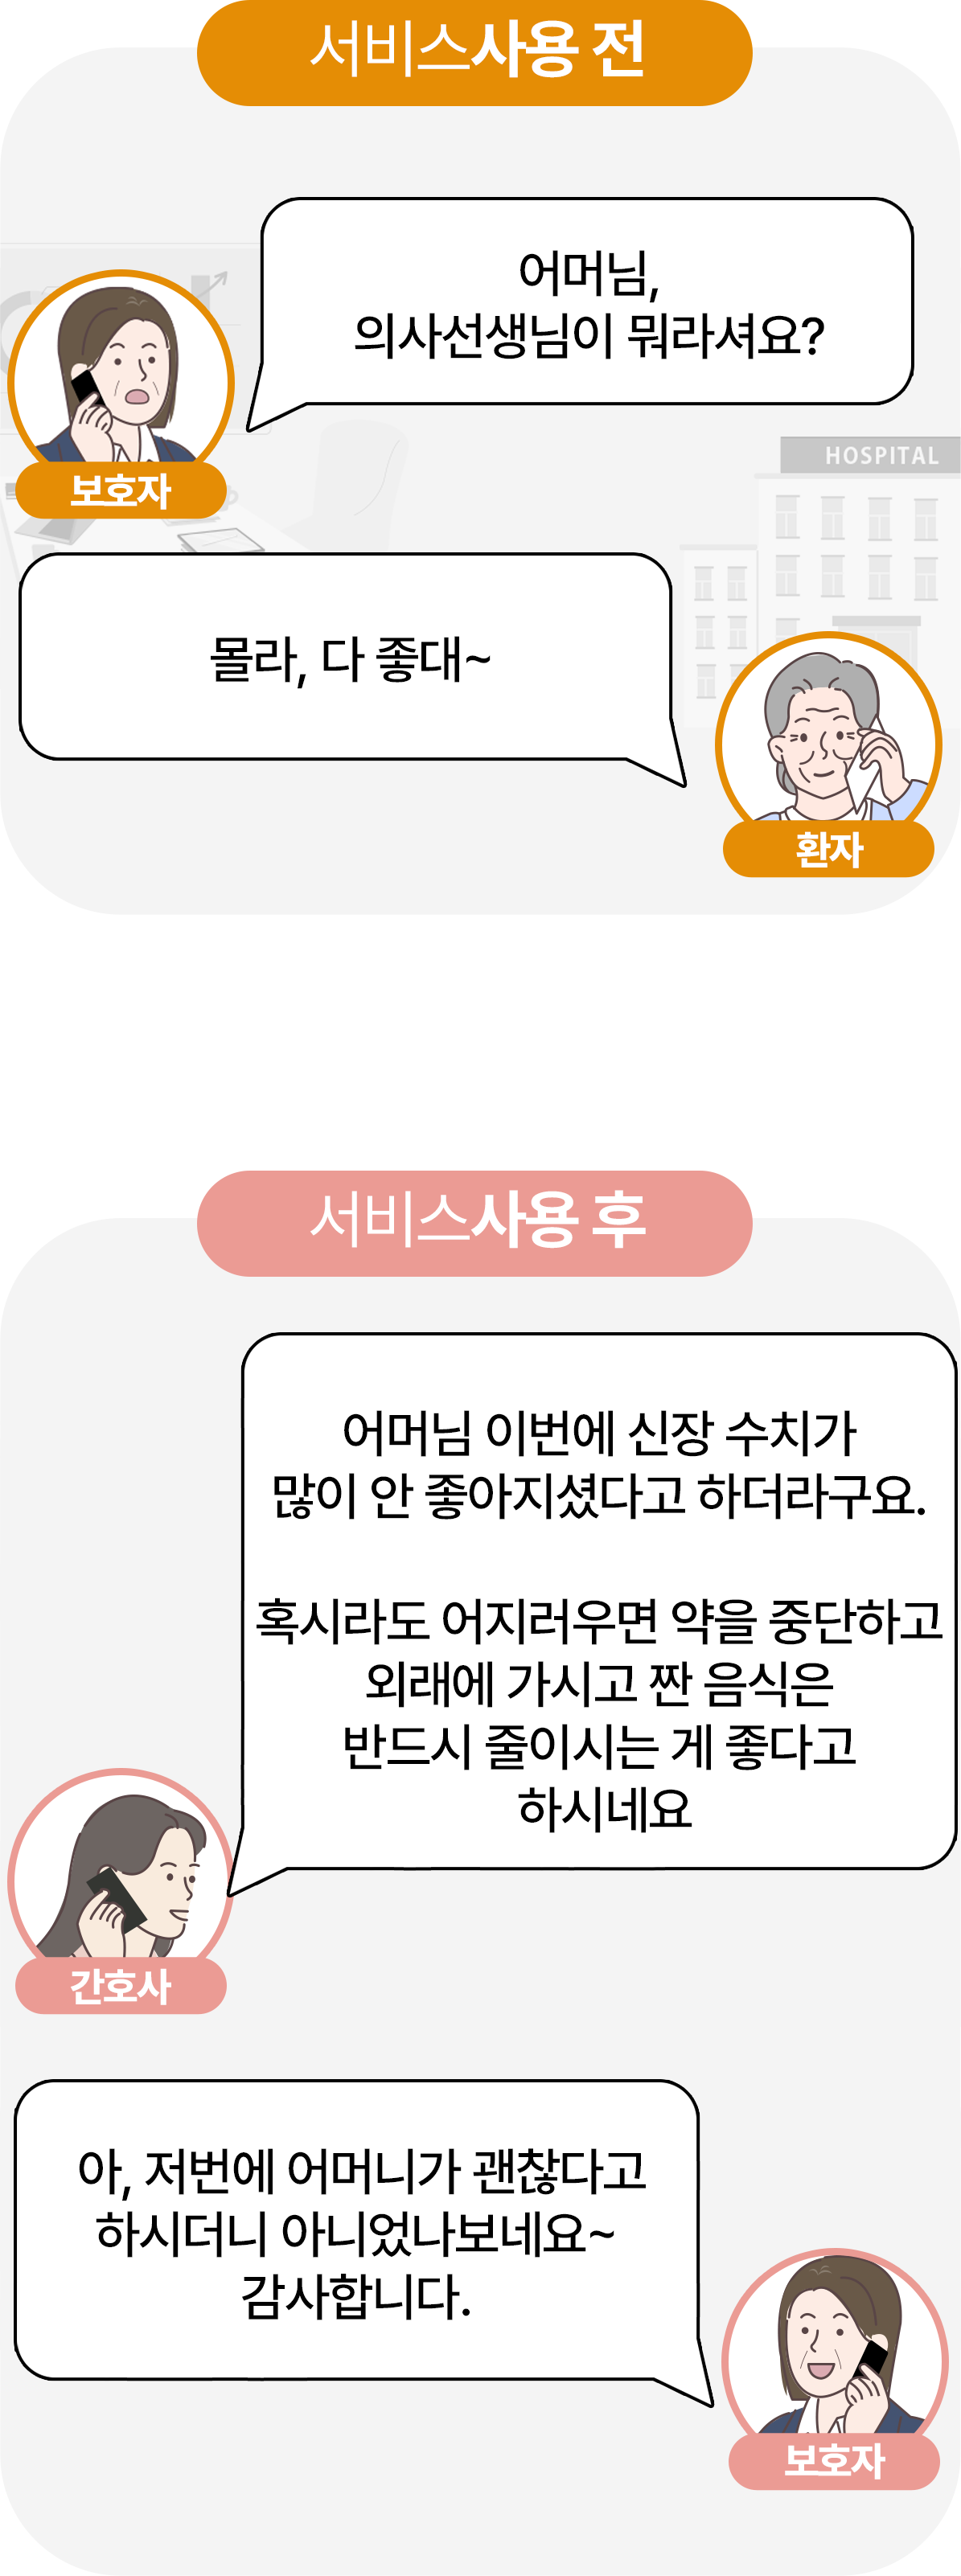 서비스사용 전
어머님,
의사선생님이 뭐라셔요?
보호자
HOSPITAL
몰라, 다 좋대~
환자
서비스사용 후
어머님 이번에 신장 수치가
많이 안 좋아지셨다고 하더라구요.
혹시라도 어지러우면 약을 중단하고
외래에 가시고 짠 음식은
반드시 줄이시는 게 좋다고
하시네요
간호사
아, 저번에 어머니가 괜찮다고
하시더니 아니었나보네요~
감사합니다.
보호자